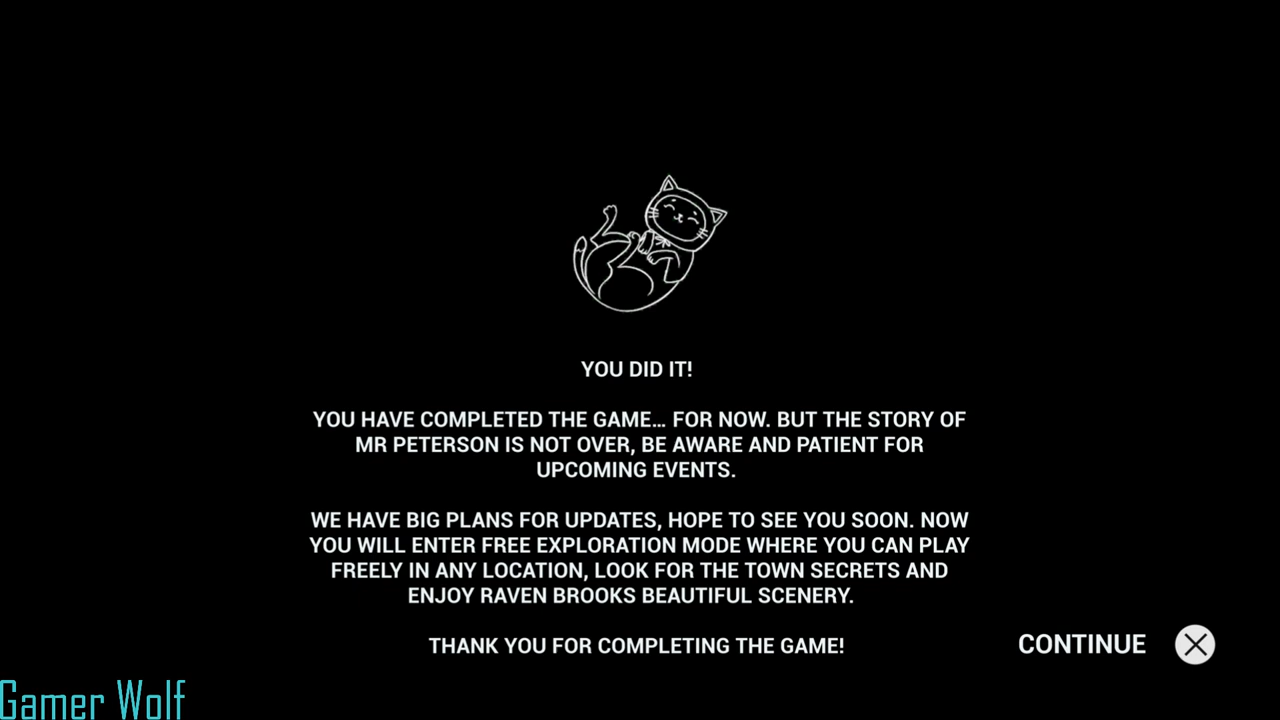 YOU DID IT!
YOU HAVE COMPLETED THE GAME... FOR NOW. BUT THE STORY OF
MR PETERSON IS NOT OVER, BE AWARE AND PATIENT FOR
UPCOMING EVENTS.
WE HAVE BIG PLANS FOR UPDATES, HOPE TO SEE YOU SOON. NOW
YOU WILL ENTER FREE EXPLORATION MODE WHERE YOU CAN PLAY
FREELY IN ANY LOCATION, LOOK FOR THE TOWN SECRETS AND
ENJOY RAVEN BROOKS BEAUTIFUL SCENERY.
THANK YOU FOR COMPLETING THE GAME!
CONTINUE
Gamer Wolf